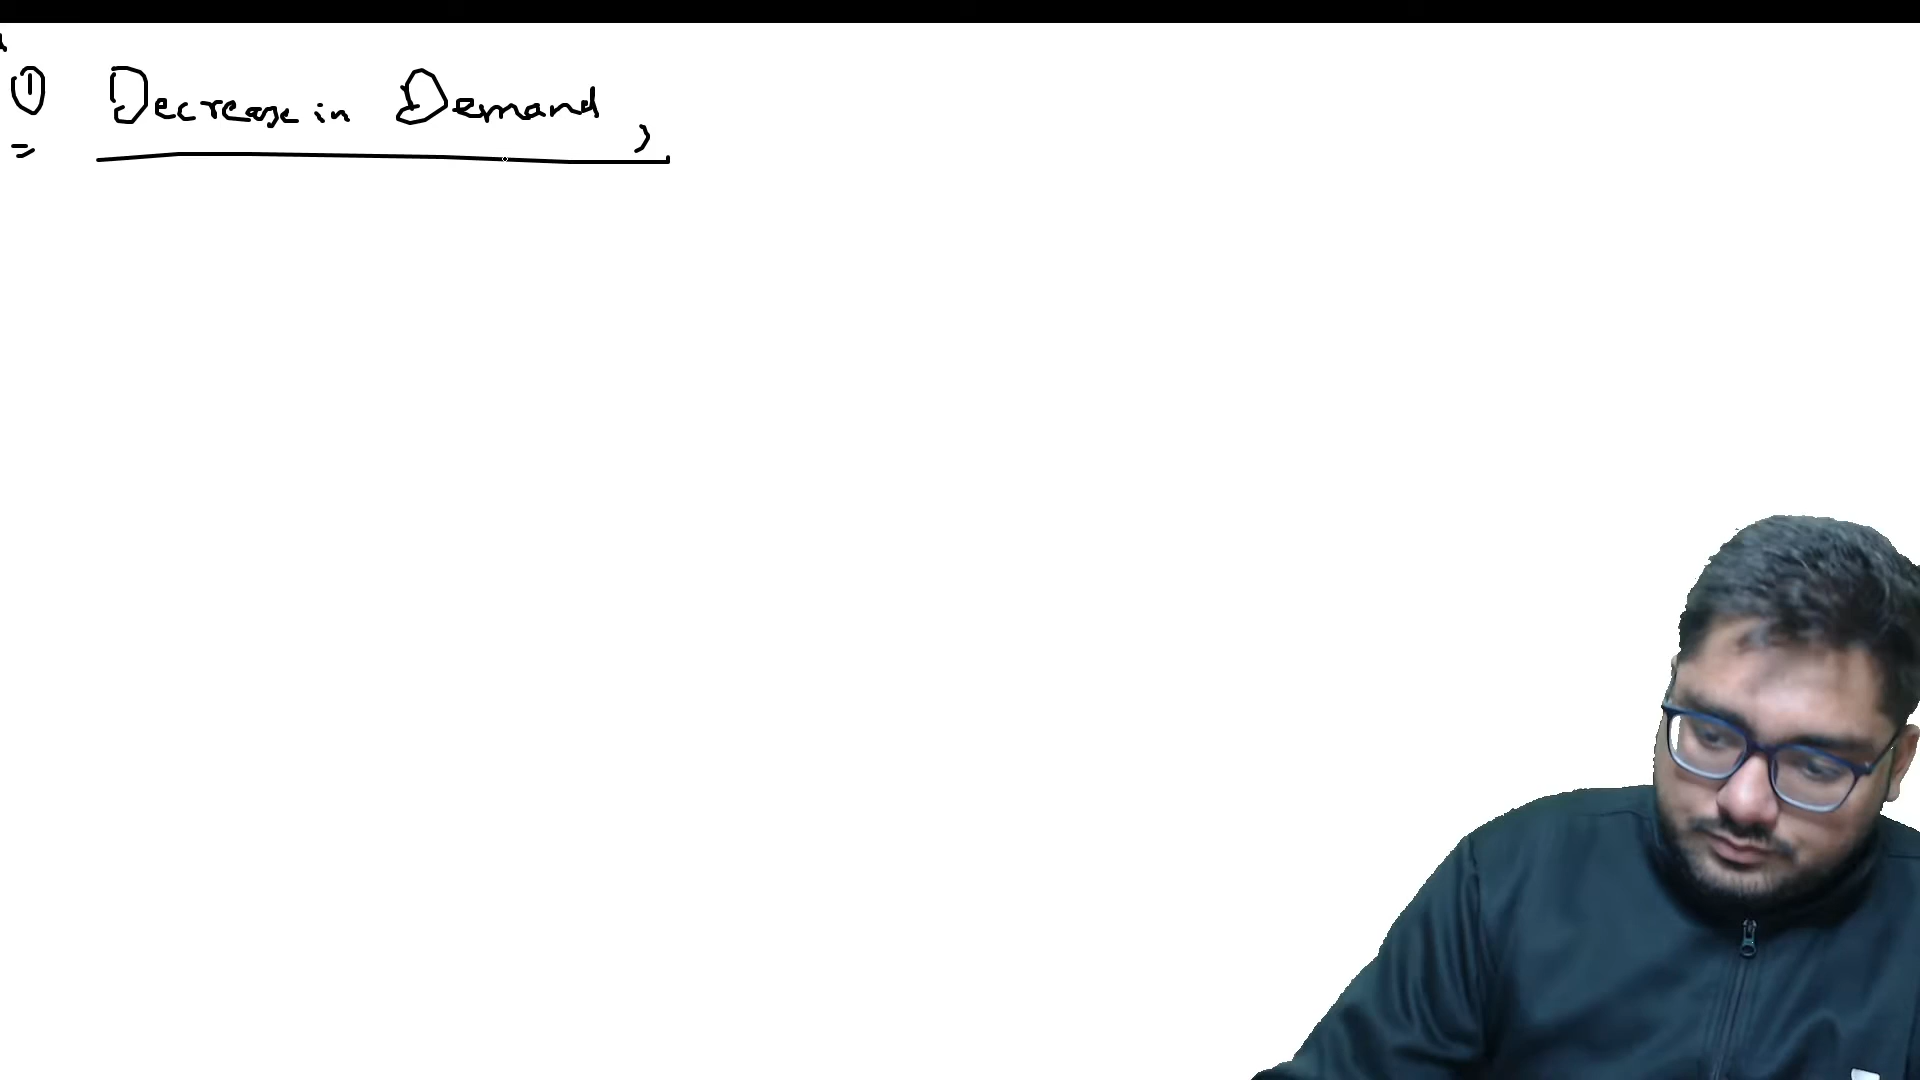 ① Decrease in Demand,
=